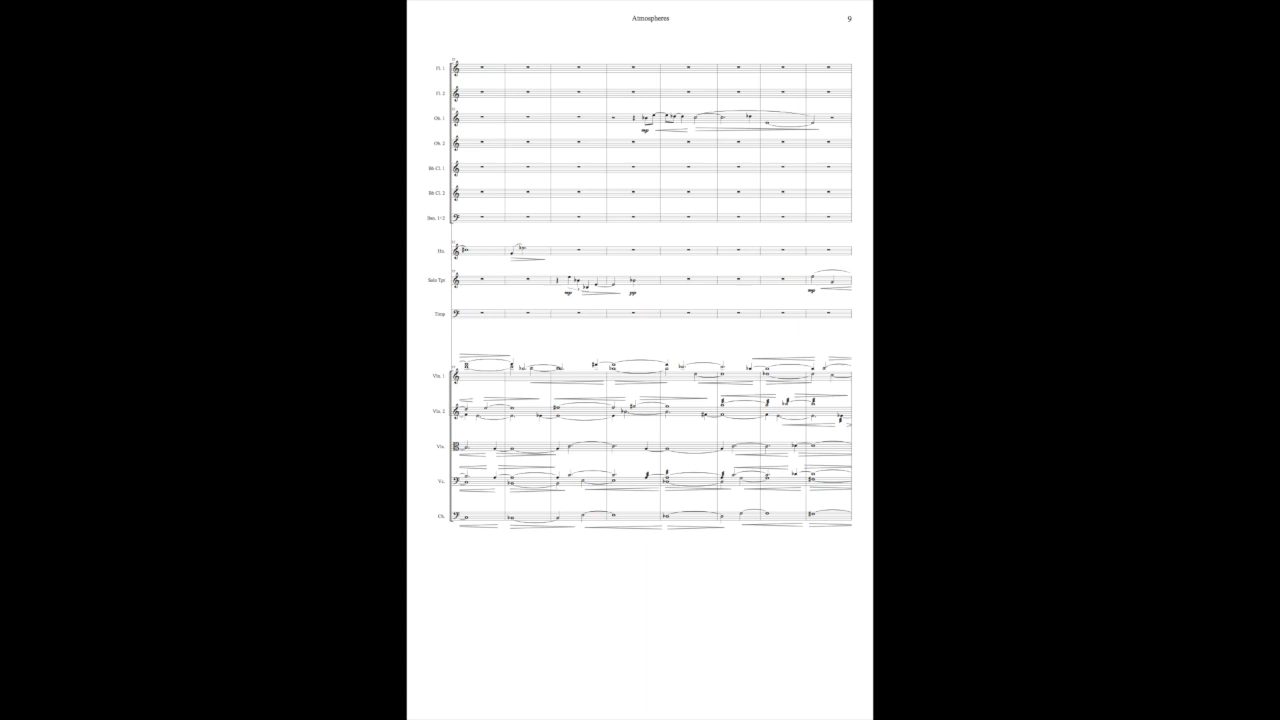 Atmospheres 9
Fl. 1
Fl. 2
Ob. 1
mp
Ob. 2
Bb Cl. 1
Bb Cl. 2
Bsn. 1+2
Hn.
Solo Tpt
mp pp mp
Timp
Vln. 1
Vln. 2
Vla.
Vc.
Cb.